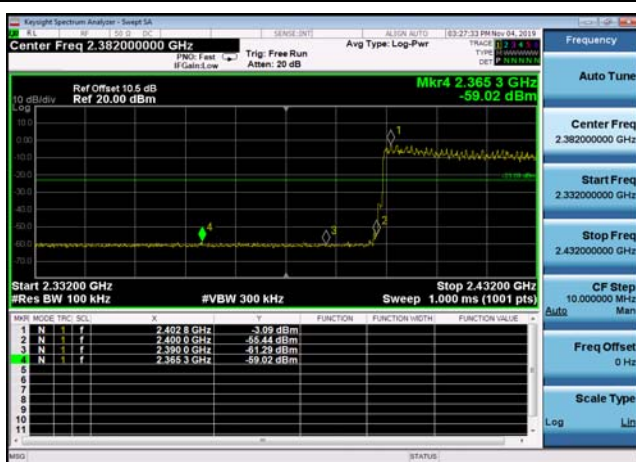 Keysight Spectrum Analyzer - Swept SA
RL RF 50 Ω DC SENSE:INT ALIGN AUTO 03:27:33 PM Nov 04, 2019
Center Freq 2.382000000 GHz
PNO: Fast
IFGain:Low
Trig: Free Run
Atten: 20 dB
Avg Type: Log-Pwr
TRACE 1 2 3 4 5 6
TYPE
DET P N N N N N
Frequency
Auto Tune
Center Freq
2.382000000 GHz
Start Freq
2.332000000 GHz
Stop Freq
2.432000000 GHz
CF Step
10.000000 MHz
Auto Man
Freq Offset
0 Hz
Scale Type
Log Lin
Ref Offset 10.5 dB
Ref 20.00 dBm
10 dB/div
Log
Mkr4 2.365 3 GHz
-59.02 dBm
10.0
0.00
-10.0
-20.0
-30.0
-40.0
-50.0
-60.0
-70.0
1
2
3
4
Start 2.33200 GHz
Stop 2.43200 GHz
#Res BW 100 kHz
#VBW 300 kHz
Sweep 1.000 ms (1001 pts)
MKR MODE TRC SCL X Y FUNCTION FUNCTION WIDTH FUNCTION VALUE
1 N 1 f 2.402 8 GHz -3.09 dBm
2 N 1 f 2.400 0 GHz -55.44 dBm
3 N 1 f 2.390 0 GHz -61.29 dBm
4 N 1 f 2.365 3 GHz -59.02 dBm
5
6
7
8
9
10
11
MSG
STATUS